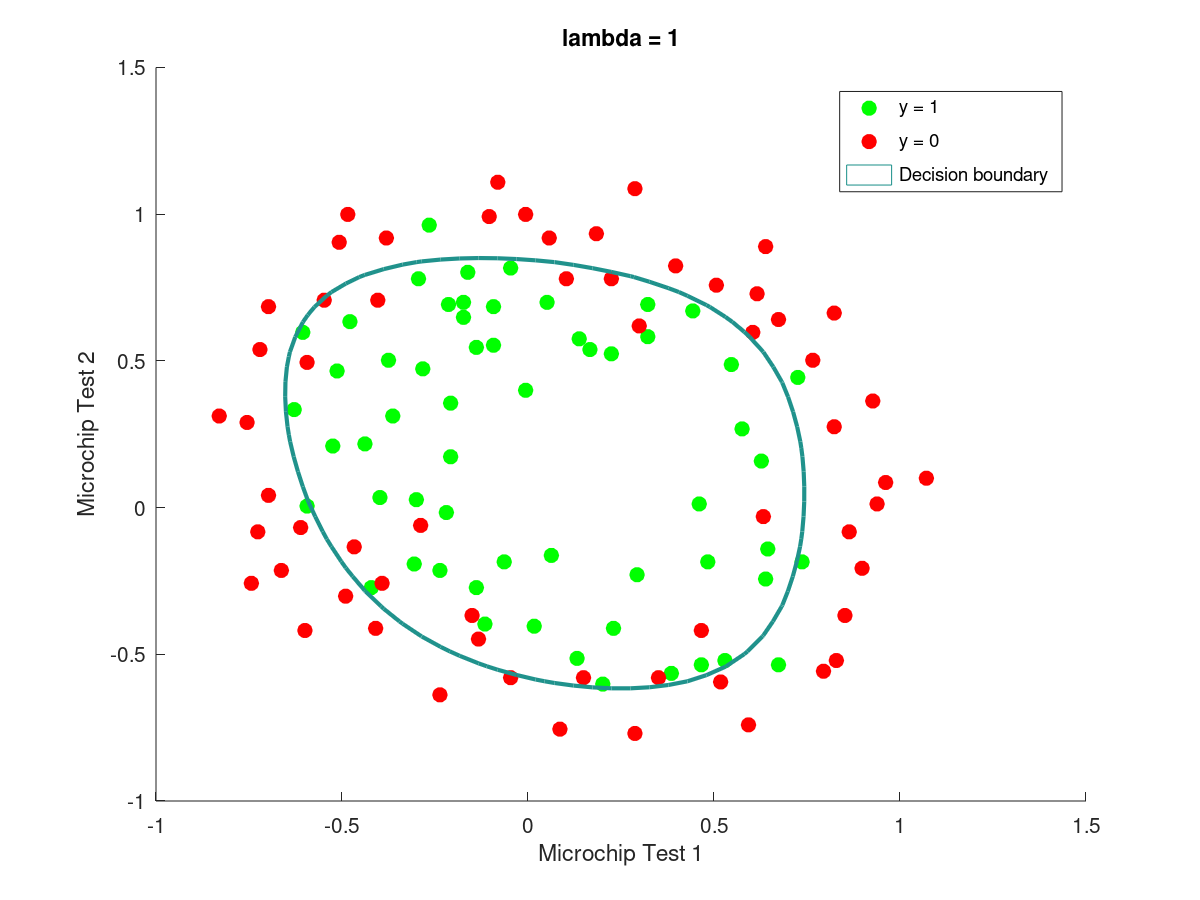 lambda = 1
y = 1
y = 0
Decision boundary
1.5
1
0.5
0
-0.5
-1
Microchip Test 2
-1
-0.5
0
0.5
1
1.5
Microchip Test 1